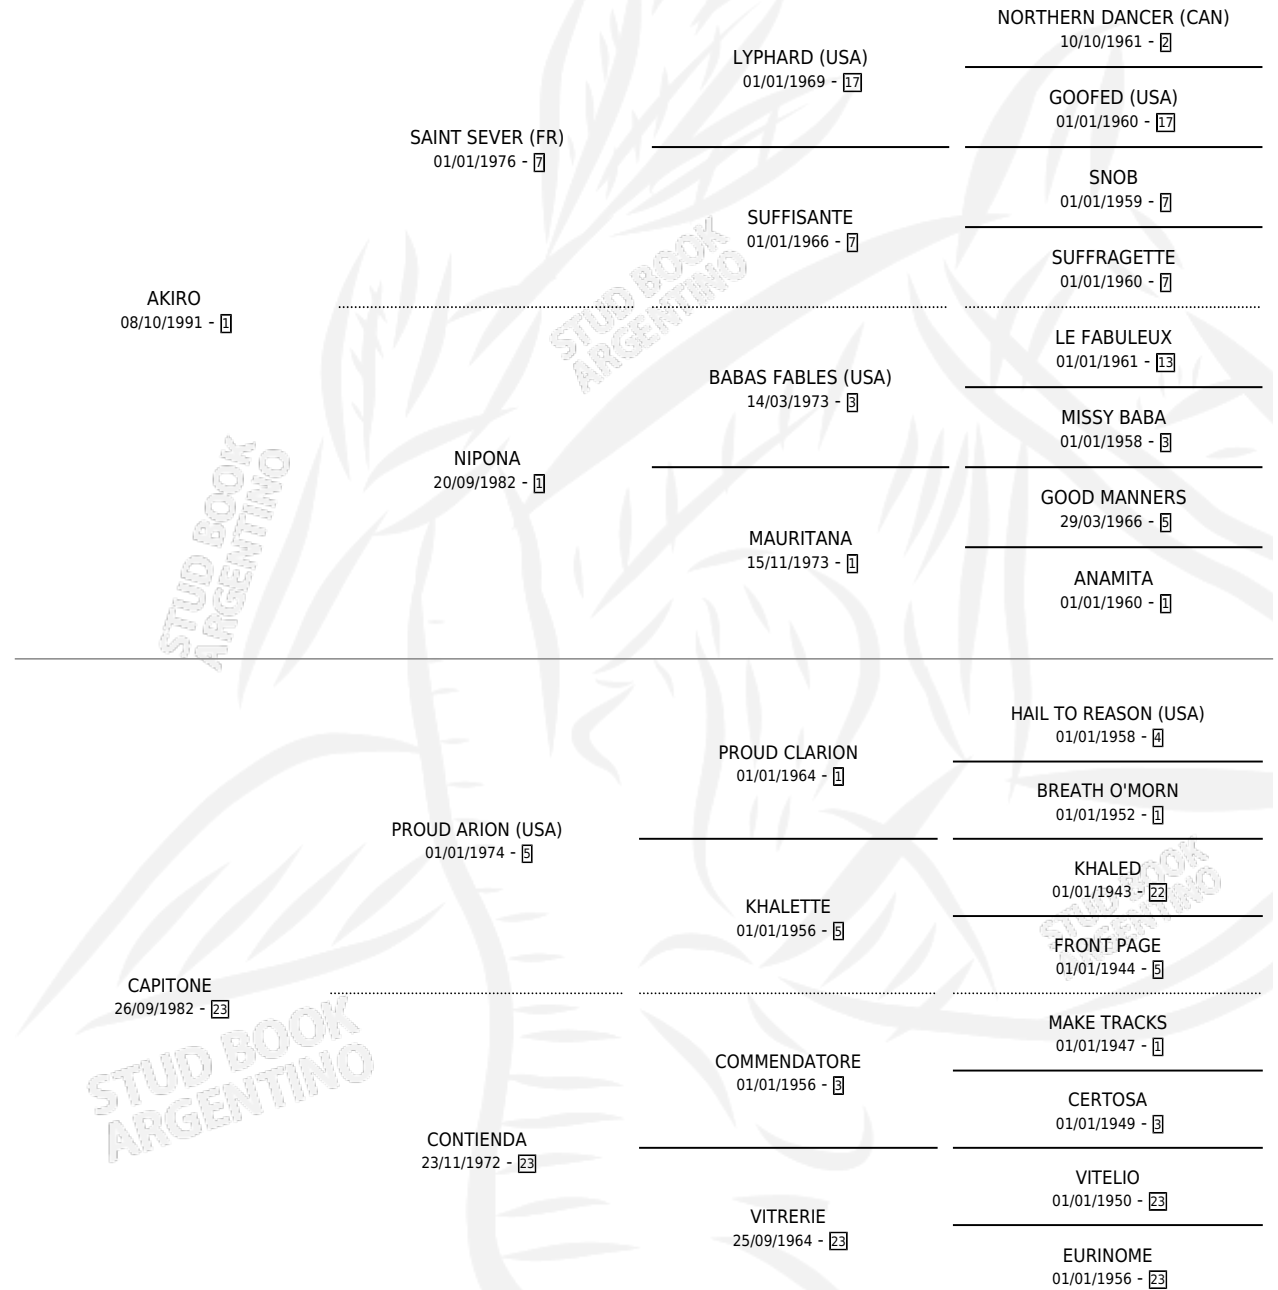 NORTHERN DANCER (CAN)
10/10/1961 - 2
LYPHARD (USA)
01/01/1969 - 17
GOOFED (USA)
01/01/1960 - 17
SAINT SEVER (FR)
01/01/1976 - 7
SNOB
01/01/1959 - 7
SUFFISANTE
01/01/1966 - 7
SUFFRAGETTE
01/01/1960 - 7
STUD BOOK
ARGENTINO
AKIRO
08/10/1991 - 1
LE FABULEUX
01/01/1961 - 13
BABAS FABLES (USA)
14/03/1973 - 3
MISSY BABA
01/01/1958 - 3
NIPONA
20/09/1982 - 1
GOOD MANNERS
29/03/1966 - 5
MAURITANA
15/11/1973 - 1
ANAMITA
01/01/1960 - 1
STUD BOOK
ARGENTINO
HAIL TO REASON (USA)
01/01/1958 - 4
PROUD CLARION
01/01/1964 - 1
BREATH O'MORN
01/01/1952 - 1
PROUD ARION (USA)
01/01/1974 - 5
KHALED
01/01/1943 - 22
KHALETTE
01/01/1956 - 5
FRONT PAGE
01/01/1944 - 5
STUD BOOK
ARGENTINO
CAPITONE
26/09/1982 - 23
MAKE TRACKS
01/01/1947 - 1
COMMENDATORE
01/01/1956 - 3
CERTOSA
01/01/1949 - 3
STUD BOOK
ARGENTINO
CONTIENDA
23/11/1972 - 23
VITELIO
01/01/1950 - 23
VITRERIE
25/09/1964 - 23
EURINOME
01/01/1956 - 23